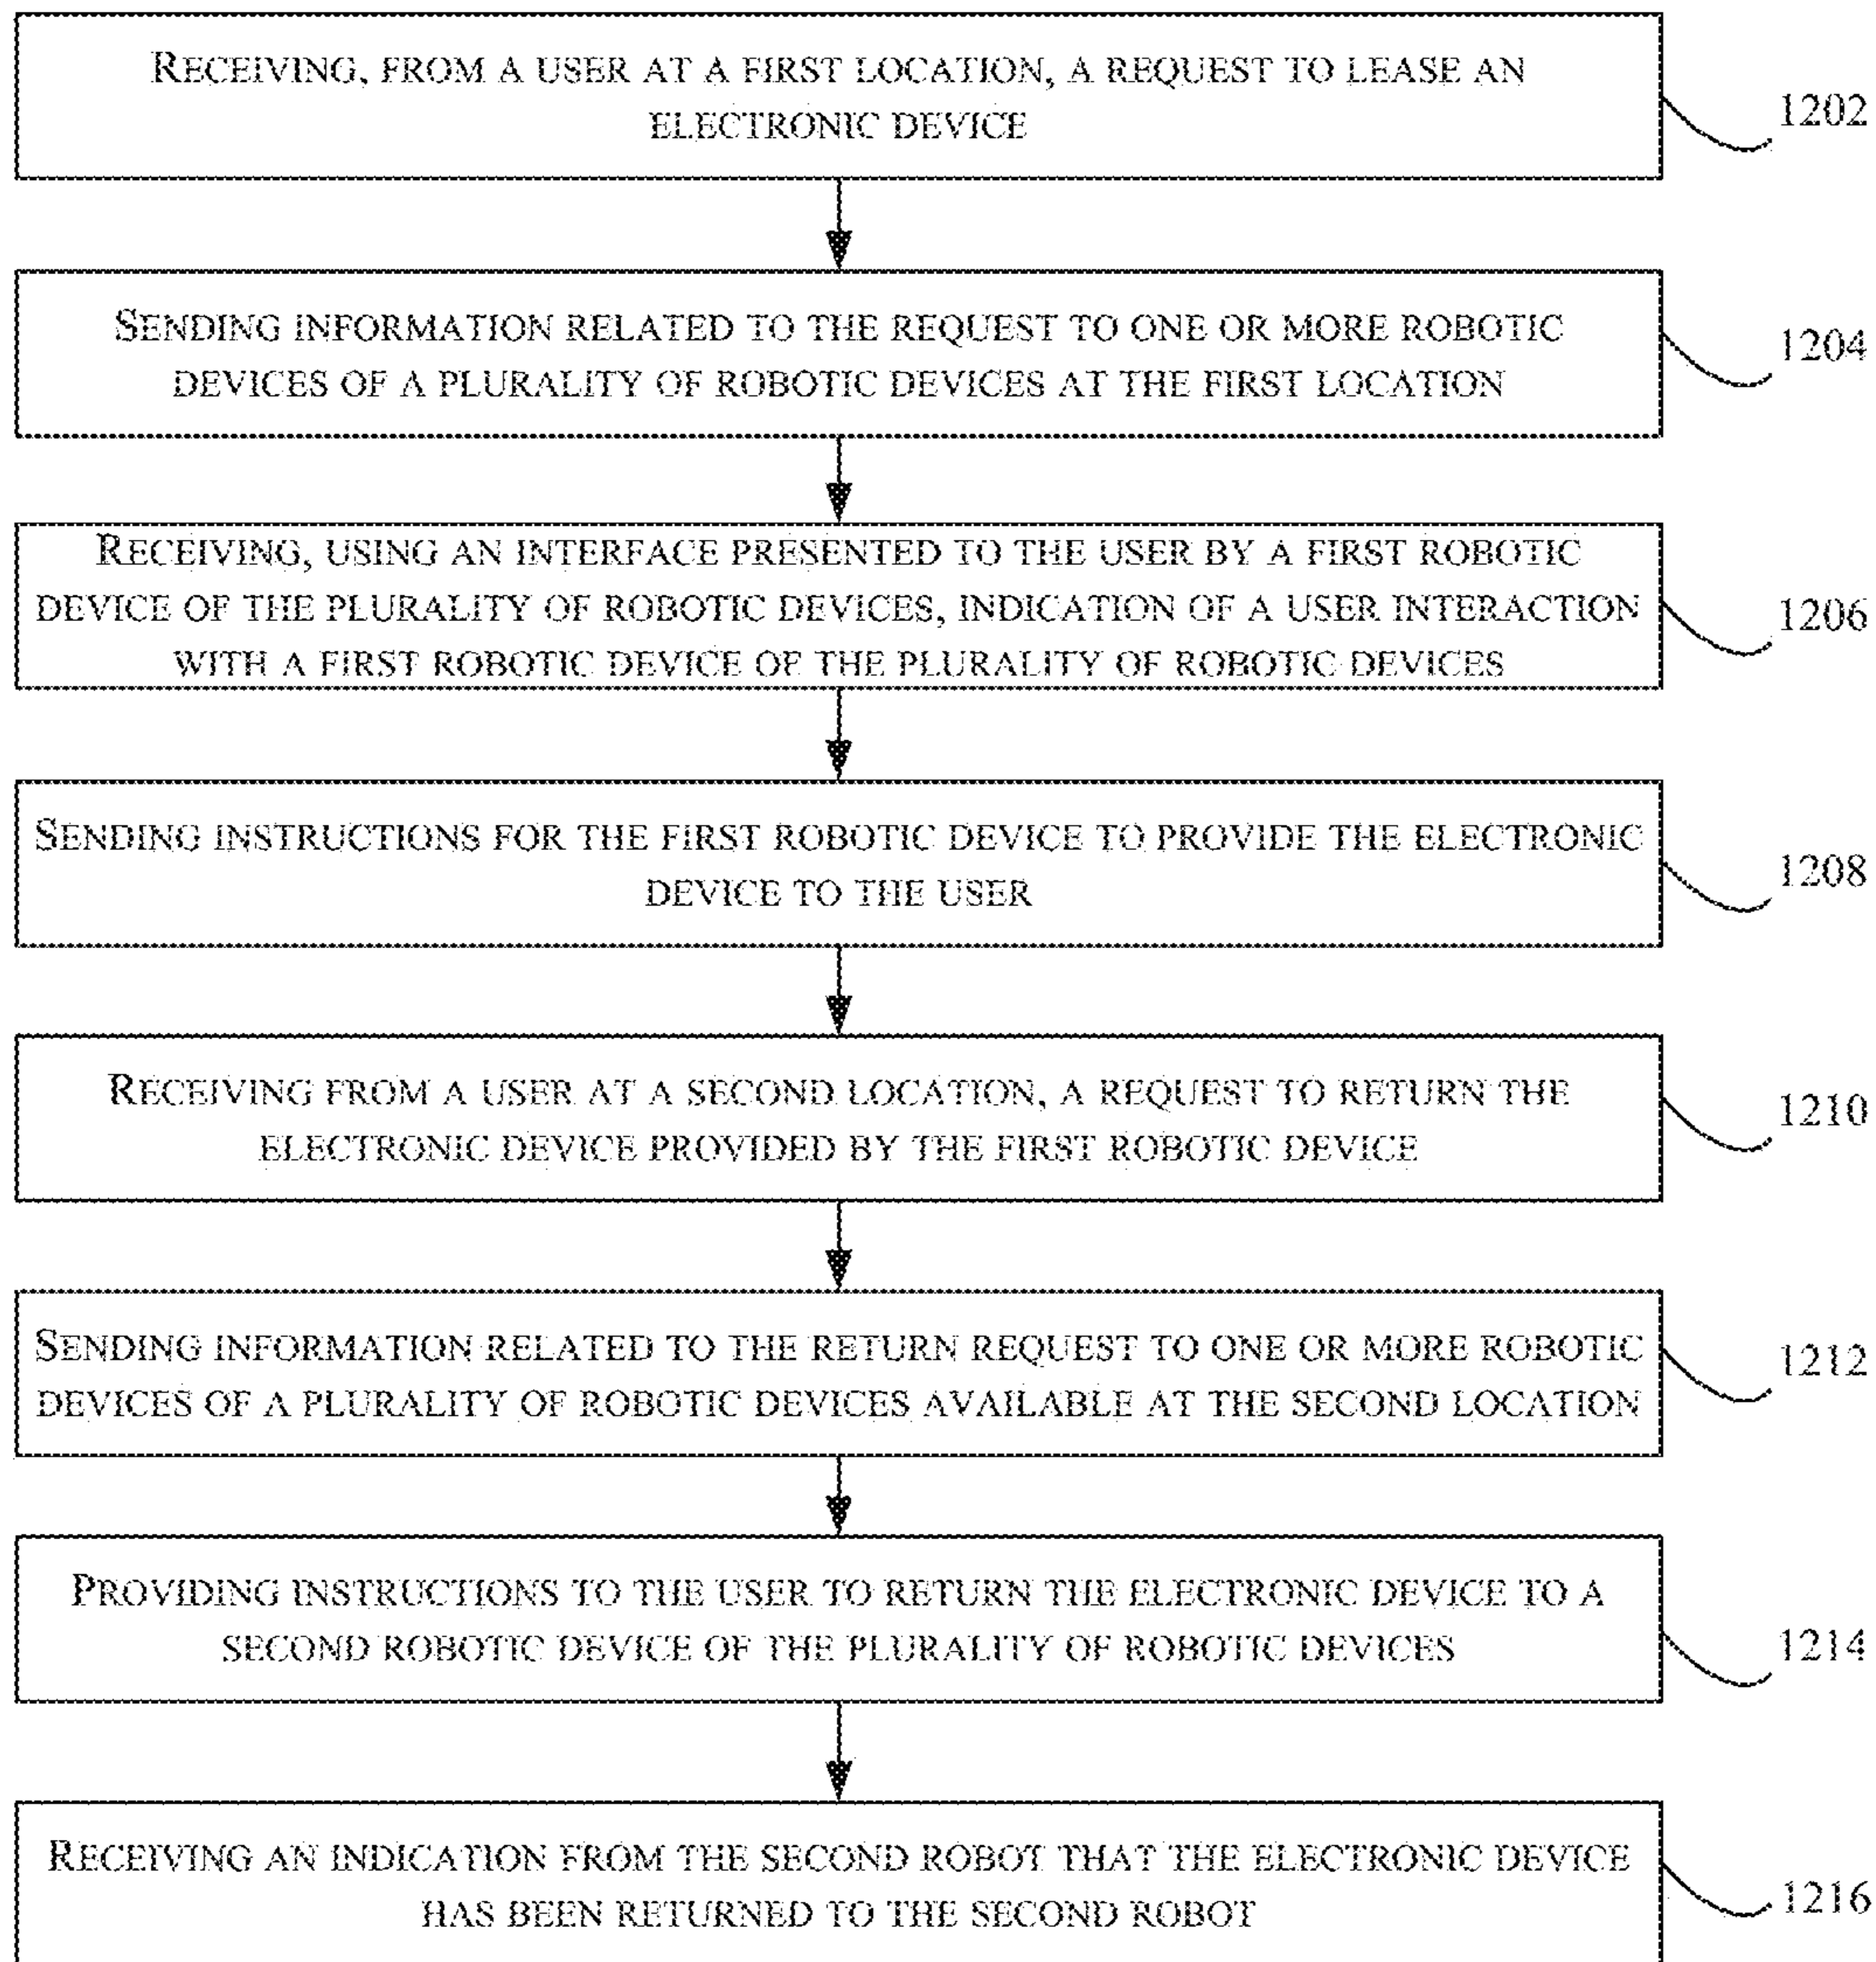 RECEIVING, FROM A USER AT A FIRST LOCATION, A REQUEST TO LEASE AN
ELECTRONIC DEVICE
1202
SENDING INFORMATION RELATED TO THE REQUEST TO ONE OR MORE ROBOTIC
DEVICES OF A PLURALITY OF ROBOTIC DEVICES AT THE FIRST LOCATION
1204
RECEIVING, USING AN INTERFACE PRESENTED TO THE USER BY A FIRST ROBOTIC
DEVICE OF THE PLURALITY OF ROBOTIC DEVICES, INDICATION OF A USER INTERACTION
WITH A FIRST ROBOTIC DEVICE OF THE PLURALITY OF ROBOTIC DEVICES
1206
SENDING INSTRUCTIONS FOR THE FIRST ROBOTIC DEVICE TO PROVIDE THE ELECTRONIC
DEVICE TO THE USER
1208
RECEIVING FROM A USER AT A SECOND LOCATION, A REQUEST TO RETURN THE
ELECTRONIC DEVICE PROVIDED BY THE FIRST ROBOTIC DEVICE
1210
SENDING INFORMATION RELATED TO THE RETURN REQUEST TO ONE OR MORE ROBOTIC
DEVICES OF A PLURALITY OF ROBOTIC DEVICES AVAILABLE AT THE SECOND LOCATION
1212
PROVIDING INSTRUCTIONS TO THE USER TO RETURN THE ELECTRONIC DEVICE TO A
SECOND ROBOTIC DEVICE OF THE PLURALITY OF ROBOTIC DEVICES
1214
RECEIVING AN INDICATION FROM THE SECOND ROBOT THAT THE ELECTRONIC DEVICE
HAS BEEN RETURNED TO THE SECOND ROBOT
1216